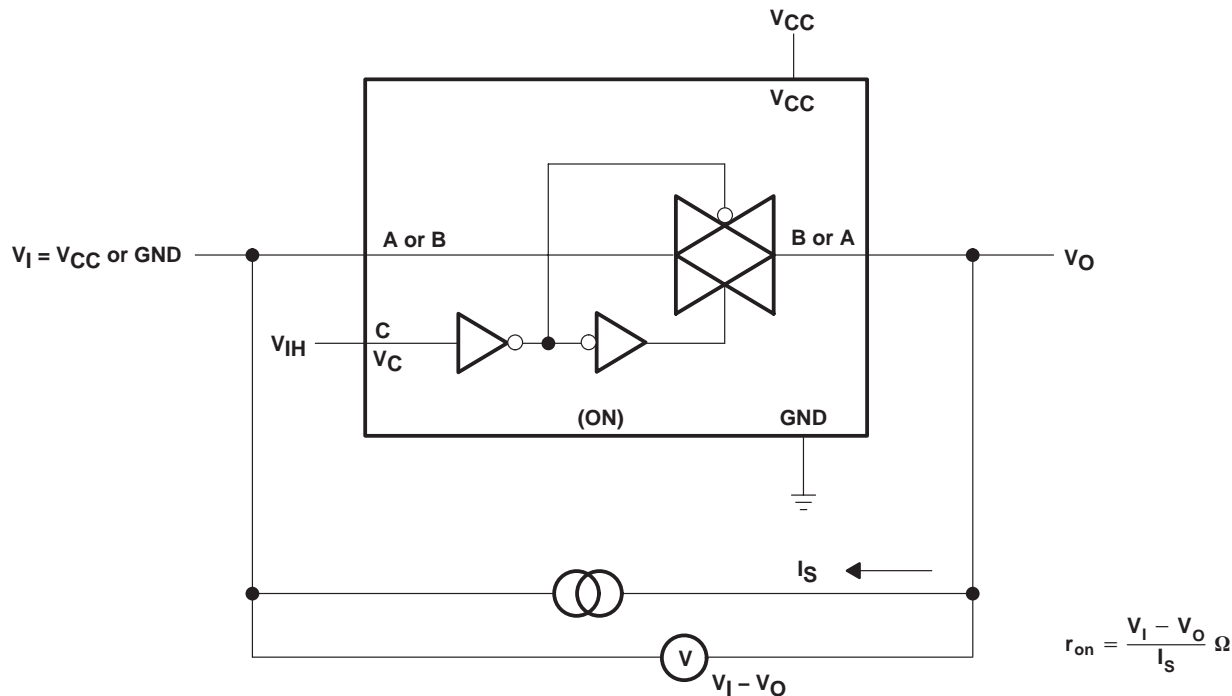 VCC
VCC
A or B
B or A
VI = VCC or GND
VO
C
VIH
VC
(ON)
GND
IS
V
VI – VO
ron = VI – VO / IS Ω